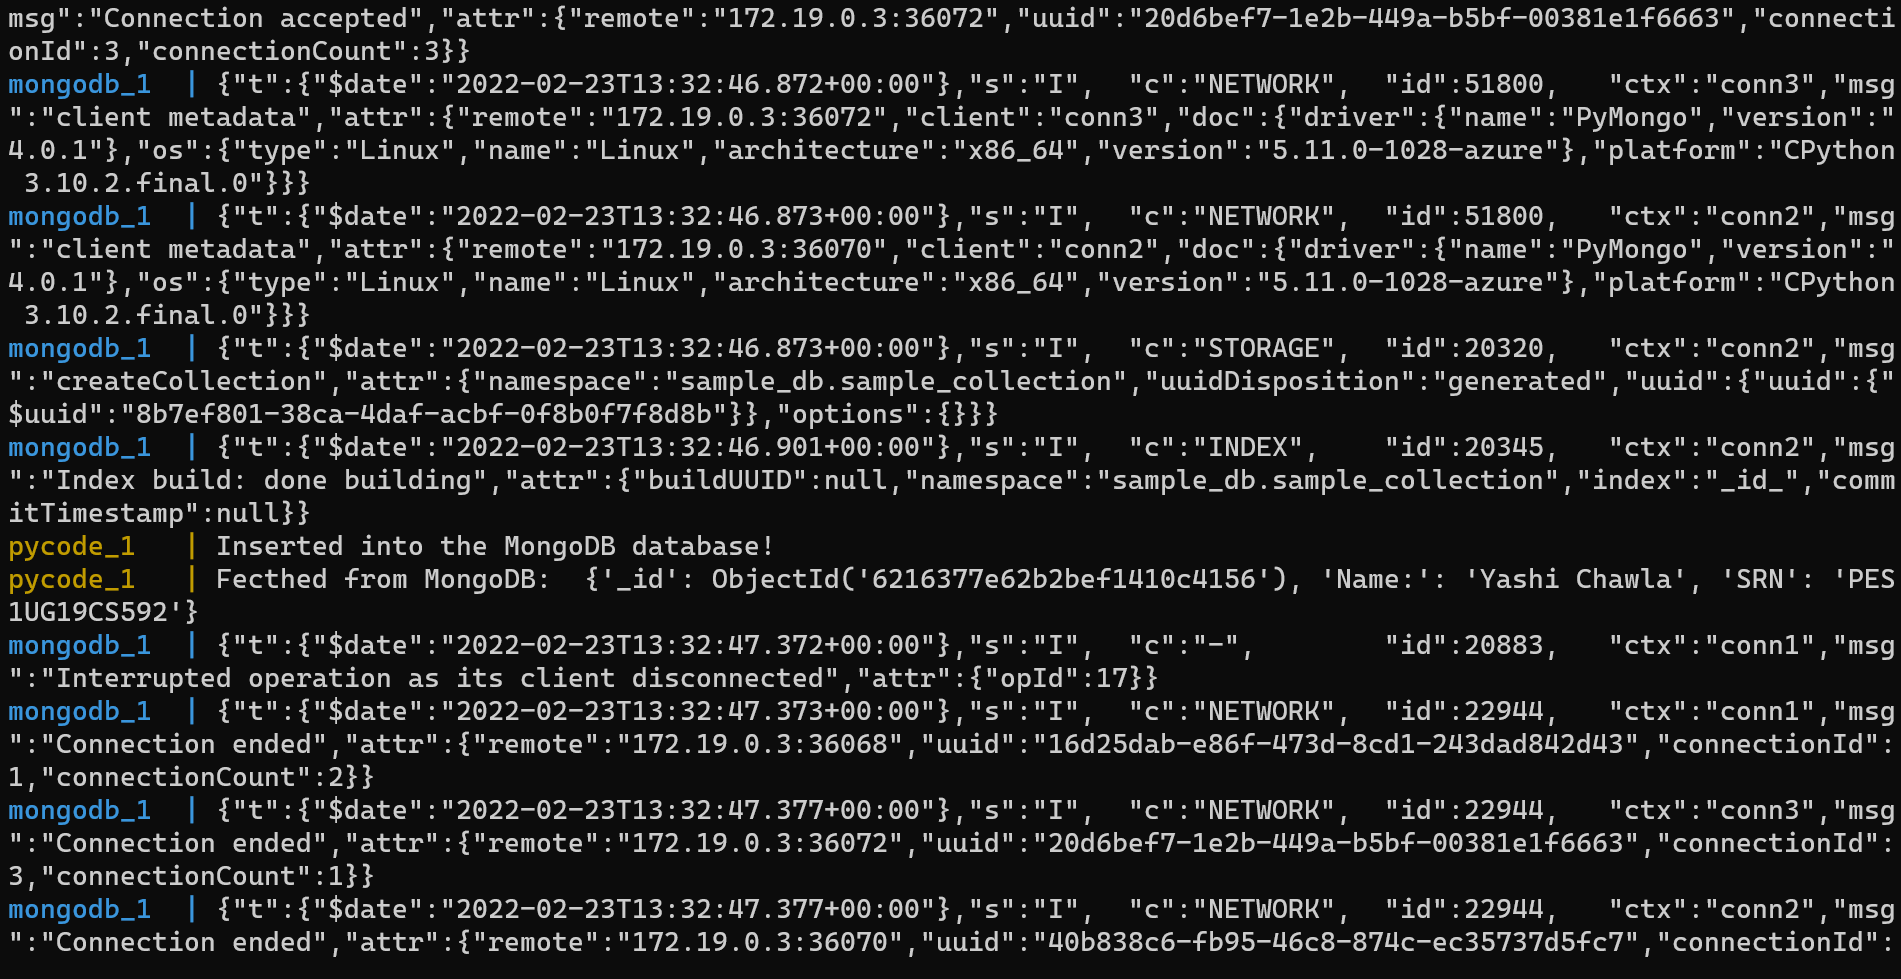 msg":"Connection accepted","attr":{"remote":"172.19.0.3:36072","uuid":"20d6bef7-1e2b-449a-b5bf-00381e1f6663","connecti
onId":3,"connectionCount":3}}
mongodb_1  | {"t":{"$date":"2022-02-23T13:32:46.872+00:00"},"s":"I",  "c":"NETWORK",  "id":51800,   "ctx":"conn3","msg
":"client metadata","attr":{"remote":"172.19.0.3:36072","client":"conn3","doc":{"driver":{"name":"PyMongo","version":"
4.0.1"},"os":{"type":"Linux","name":"Linux","architecture":"x86_64","version":"5.11.0-1028-azure"},"platform":"CPython
 3.10.2.final.0"}}}
mongodb_1  | {"t":{"$date":"2022-02-23T13:32:46.873+00:00"},"s":"I",  "c":"NETWORK",  "id":51800,   "ctx":"conn2","msg
":"client metadata","attr":{"remote":"172.19.0.3:36070","client":"conn2","doc":{"driver":{"name":"PyMongo","version":"
4.0.1"},"os":{"type":"Linux","name":"Linux","architecture":"x86_64","version":"5.11.0-1028-azure"},"platform":"CPython
 3.10.2.final.0"}}}
mongodb_1  | {"t":{"$date":"2022-02-23T13:32:46.873+00:00"},"s":"I",  "c":"STORAGE",  "id":20320,   "ctx":"conn2","msg
":"createCollection","attr":{"namespace":"sample_db.sample_collection","uuidDisposition":"generated","uuid":{"uuid":{"
$uuid":"8b7ef801-38ca-4daf-acbf-0f8b0f7f8d8b"}},"options":{}}}
mongodb_1  | {"t":{"$date":"2022-02-23T13:32:46.901+00:00"},"s":"I",  "c":"INDEX",    "id":20345,   "ctx":"conn2","msg
":"Index build: done building","attr":{"buildUUID":null,"namespace":"sample_db.sample_collection","index":"_id_","comm
itTimestamp":null}}
pycode_1   | Inserted into the MongoDB database!
pycode_1   | Fecthed from MongoDB:  {'_id': ObjectId('6216377e62b2bef1410c4156'), 'Name:': 'Yashi Chawla', 'SRN': 'PES
1UG19CS592'}
mongodb_1  | {"t":{"$date":"2022-02-23T13:32:47.372+00:00"},"s":"I",  "c":"-",        "id":20883,   "ctx":"conn1","msg
":"Interrupted operation as its client disconnected","attr":{"opId":17}}
mongodb_1  | {"t":{"$date":"2022-02-23T13:32:47.373+00:00"},"s":"I",  "c":"NETWORK",  "id":22944,   "ctx":"conn1","msg
":"Connection ended","attr":{"remote":"172.19.0.3:36068","uuid":"16d25dab-e86f-473d-8cd1-243dad842d43","connectionId":
1,"connectionCount":2}}
mongodb_1  | {"t":{"$date":"2022-02-23T13:32:47.377+00:00"},"s":"I",  "c":"NETWORK",  "id":22944,   "ctx":"conn3","msg
":"Connection ended","attr":{"remote":"172.19.0.3:36072","uuid":"20d6bef7-1e2b-449a-b5bf-00381e1f6663","connectionId":
3,"connectionCount":1}}
mongodb_1  | {"t":{"$date":"2022-02-23T13:32:47.377+00:00"},"s":"I",  "c":"NETWORK",  "id":22944,   "ctx":"conn2","msg
":"Connection ended","attr":{"remote":"172.19.0.3:36070","uuid":"40b838c6-fb95-46c8-874c-ec35737d5fc7","connectionId":